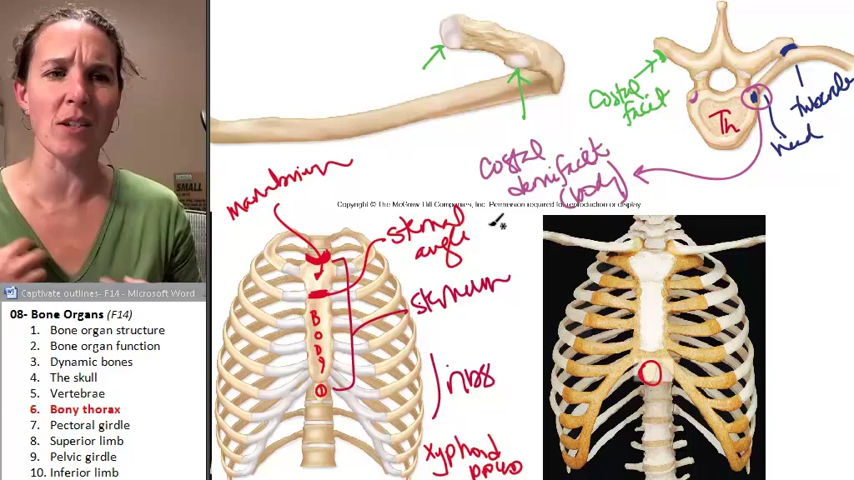 costal
facet
Th
head
tubercle
costal
demifacet
(body)
Copyright © The McGraw Hill Companies, Inc. Permission required for reproduction or display
manubrium
sternal
angle
sternum
BODY
ribs
xyphoid
SMALL
Captivate outlines- F14 - Microsoft Word
08- Bone Organs (F14)
1. Bone organ structure
2. Bone organ function
3. Dynamic bones
4. The skull
5. Vertebrae
6. Bony thorax
7. Pectoral girdle
8. Superior limb
9. Pelvic girdle
10. Inferior limb